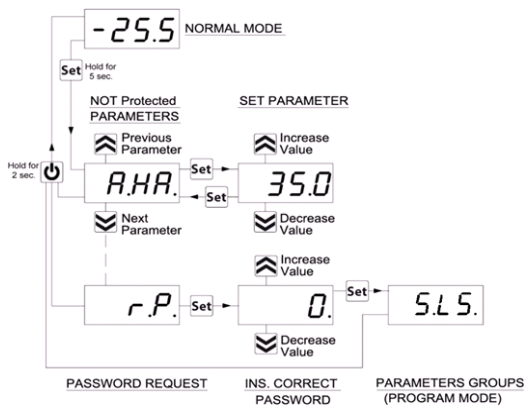 -25.5
NORMAL MODE
Set
Hold for
5 sec.
NOT Protected
PARAMETERS
SET PARAMETER
Previous
Parameter
Increase
Value
Hold for
2 sec.
A.HA.
Set
Set
35.0
Next
Parameter
Decrease
Value
Increase
Value
r.P.
Set
0.
Set
S.LS.
Decrease
Value
PASSWORD REQUEST
INS. CORRECT
PASSWORD
PARAMETERS GROUPS
(PROGRAM MODE)